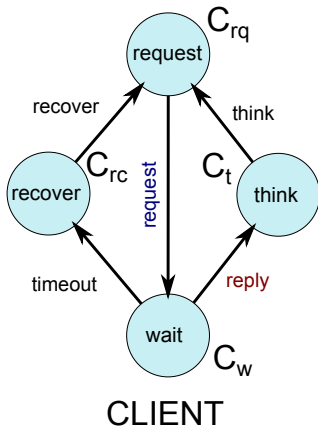 C_rq
request
recover
think
C_rc
C_t
recover
request
think
timeout
reply
wait
C_w
CLIENT